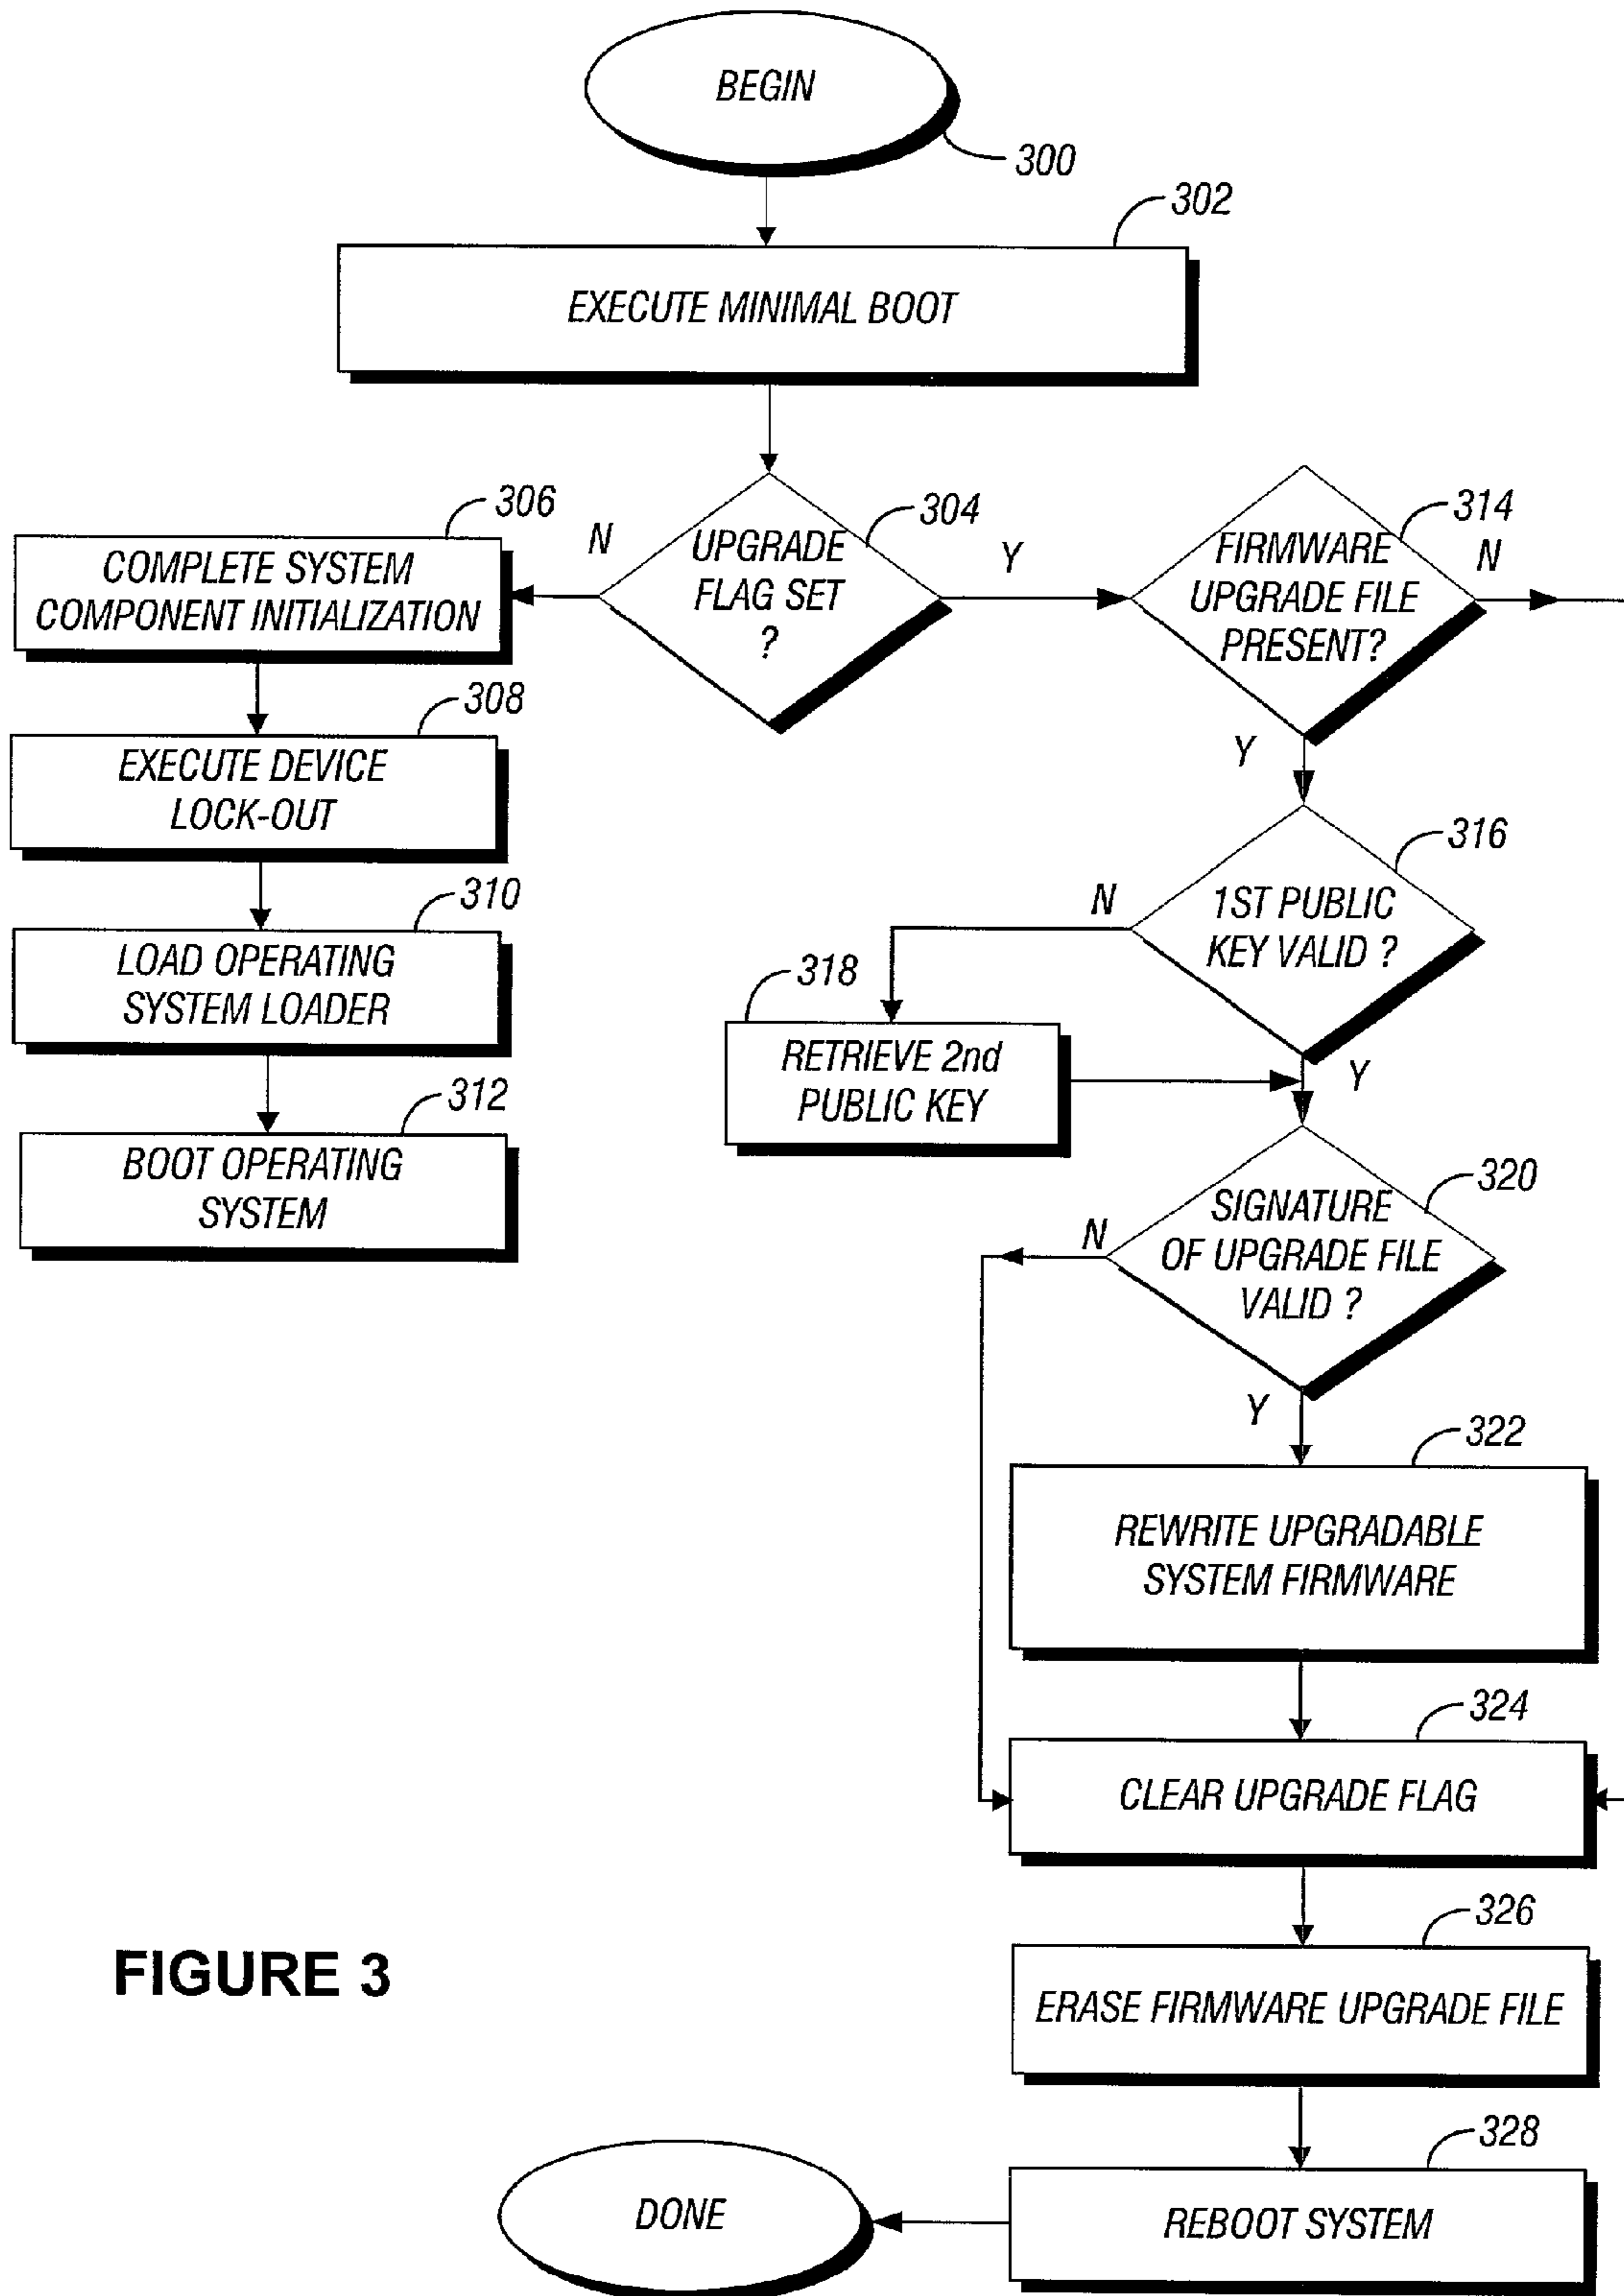 BEGIN
300
302
EXECUTE MINIMAL BOOT
304
UPGRADE
FLAG SET
?
N
Y
306
COMPLETE SYSTEM
COMPONENT INITIALIZATION
308
EXECUTE DEVICE
LOCK-OUT
310
LOAD OPERATING
SYSTEM LOADER
312
BOOT OPERATING
SYSTEM
314
FIRMWARE
UPGRADE FILE
PRESENT?
N
Y
316
1ST PUBLIC
KEY VALID ?
N
Y
318
RETRIEVE 2nd
PUBLIC KEY
320
SIGNATURE
OF UPGRADE FILE
VALID ?
N
Y
322
REWRITE UPGRADABLE
SYSTEM FIRMWARE
324
CLEAR UPGRADE FLAG
326
ERASE FIRMWARE UPGRADE FILE
328
REBOOT SYSTEM
DONE
FIGURE 3